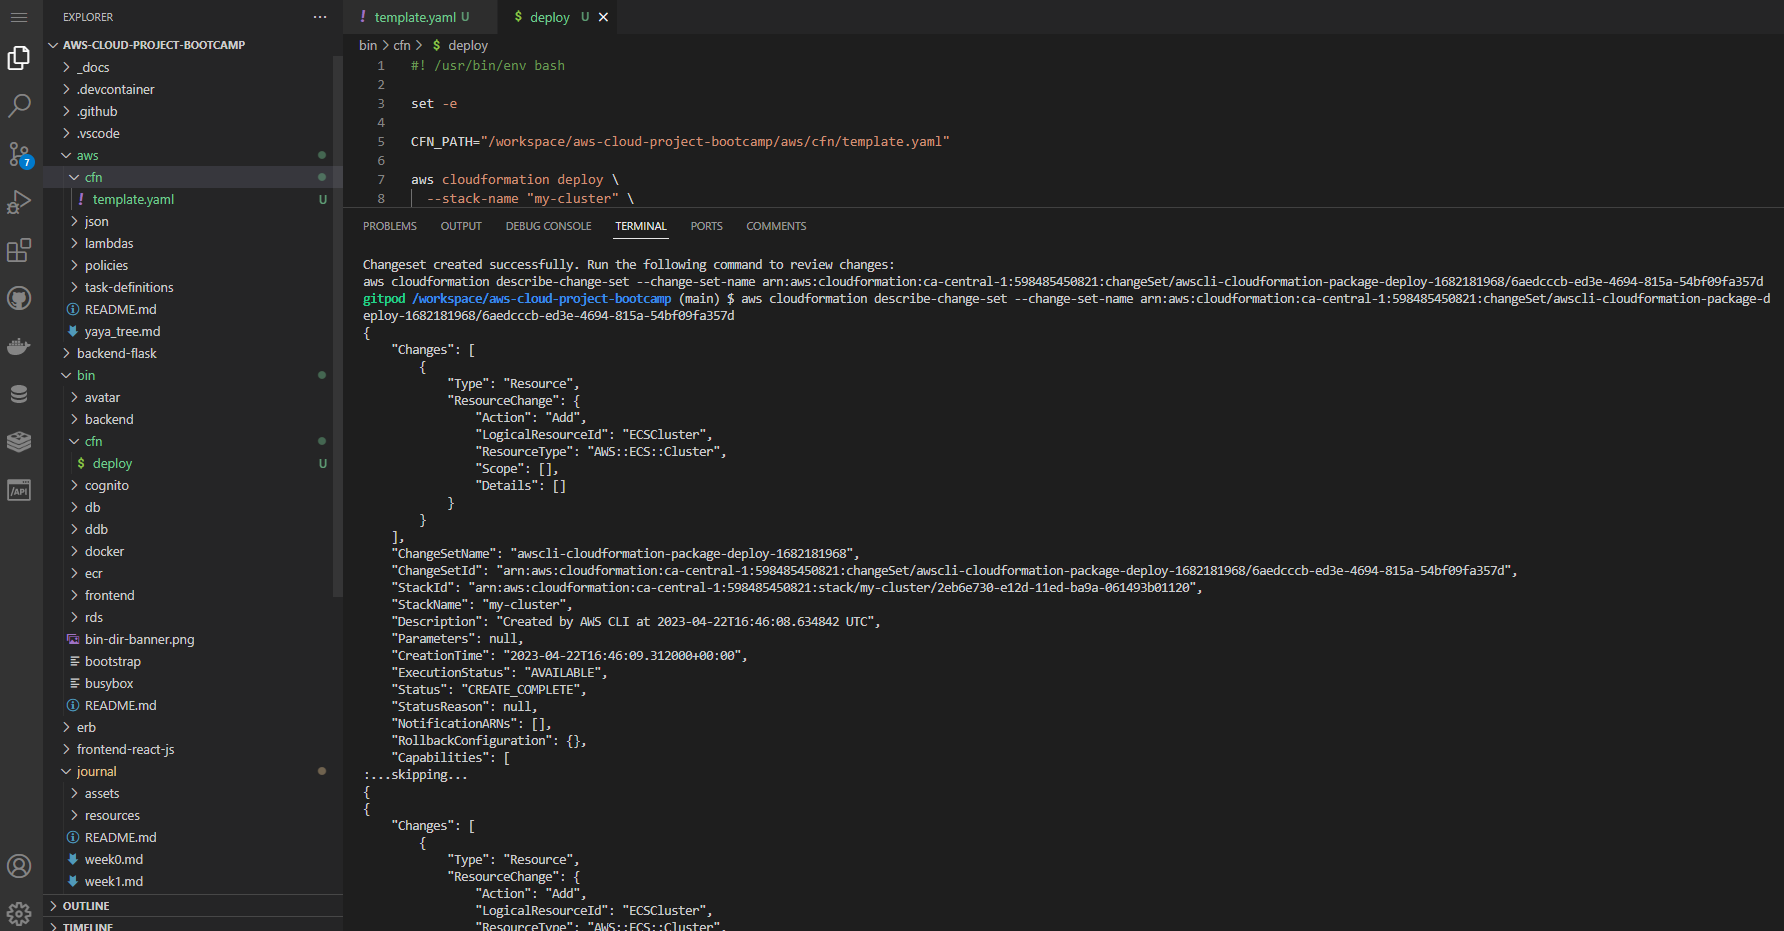 EXPLORER
AWS-CLOUD-PROJECT-BOOTCAMP
_docs
.devcontainer
.github
.vscode
aws
cfn
! template.yaml U
json
lambdas
policies
task-definitions
README.md
yaya_tree.md
backend-flask
bin
avatar
backend
cfn
$ deploy U
cognito
db
ddb
docker
ecr
frontend
rds
bin-dir-banner.png
bootstrap
busybox
README.md
erb
frontend-react-js
journal
assets
resources
README.md
week0.md
week1.md
OUTLINE
TIMELINE
7
/API
! template.yaml U
$ deploy U
bin > cfn > $ deploy
1 #! /usr/bin/env bash
2
3 set -e
4
5 CFN_PATH="/workspace/aws-cloud-project-bootcamp/aws/cfn/template.yaml"
6
7 aws cloudformation deploy \
8 --stack-name "my-cluster" \
PROBLEMS OUTPUT DEBUG CONSOLE TERMINAL PORTS COMMENTS
Changeset created successfully. Run the following command to review changes:
aws cloudformation describe-change-set --change-set-name arn:aws:cloudformation:ca-central-1:598485450821:changeSet/awscli-cloudformation-package-deploy-1682181968/6aedcccb-ed3e-4694-815a-54bf09fa357d
gitpod /workspace/aws-cloud-project-bootcamp (main) $ aws cloudformation describe-change-set --change-set-name arn:aws:cloudformation:ca-central-1:598485450821:changeSet/awscli-cloudformation-package-d
eploy-1682181968/6aedcccb-ed3e-4694-815a-54bf09fa357d
{
"Changes": [
{
"Type": "Resource",
"ResourceChange": {
"Action": "Add",
"LogicalResourceId": "ECSCluster",
"ResourceType": "AWS::ECS::Cluster",
"Scope": [],
"Details": []
}
}
],
"ChangeSetName": "awscli-cloudformation-package-deploy-1682181968",
"ChangeSetId": "arn:aws:cloudformation:ca-central-1:598485450821:changeSet/awscli-cloudformation-package-deploy-1682181968/6aedcccb-ed3e-4694-815a-54bf09fa357d",
"StackId": "arn:aws:cloudformation:ca-central-1:598485450821:stack/my-cluster/2eb6e730-e12d-11ed-ba9a-061493b01120",
"StackName": "my-cluster",
"Description": "Created by AWS CLI at 2023-04-22T16:46:08.634842 UTC",
"Parameters": null,
"CreationTime": "2023-04-22T16:46:09.312000+00:00",
"ExecutionStatus": "AVAILABLE",
"Status": "CREATE_COMPLETE",
"StatusReason": null,
"NotificationARNs": [],
"RollbackConfiguration": {},
"Capabilities": [
:...skipping...
{
{
"Changes": [
{
"Type": "Resource",
"ResourceChange": {
"Action": "Add",
"LogicalResourceId": "ECSCluster",
"ResourceType": "AWS::ECS::Cluster",